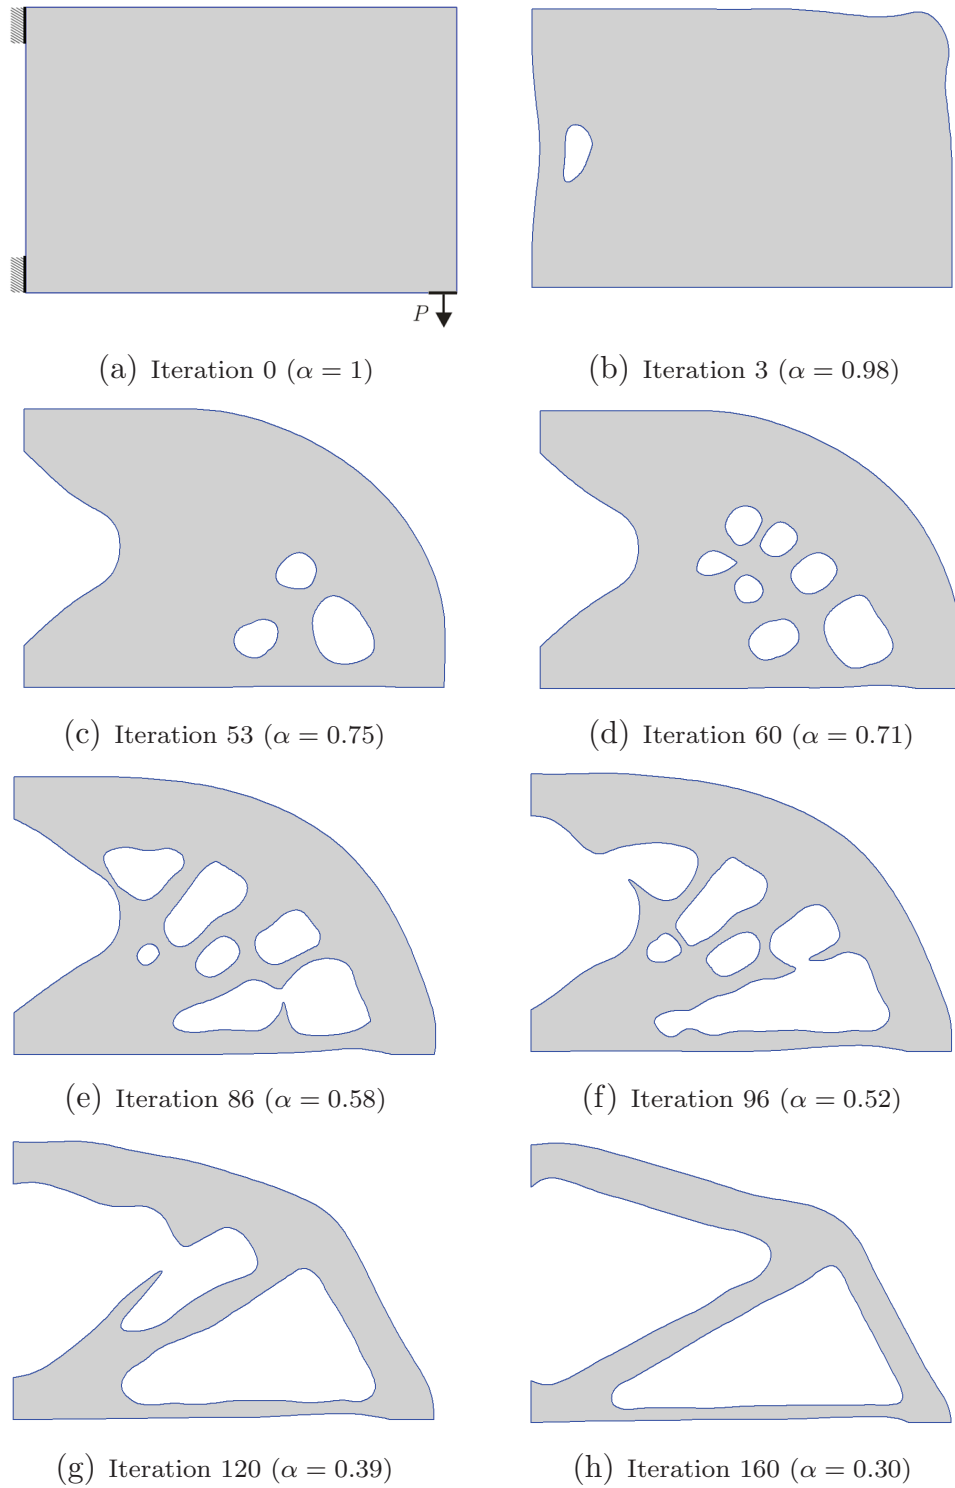 P
(a) Iteration 0 (α = 1)
(b) Iteration 3 (α = 0.98)
(c) Iteration 53 (α = 0.75)
(d) Iteration 60 (α = 0.71)
(e) Iteration 86 (α = 0.58)
(f) Iteration 96 (α = 0.52)
(g) Iteration 120 (α = 0.39)
(h) Iteration 160 (α = 0.30)